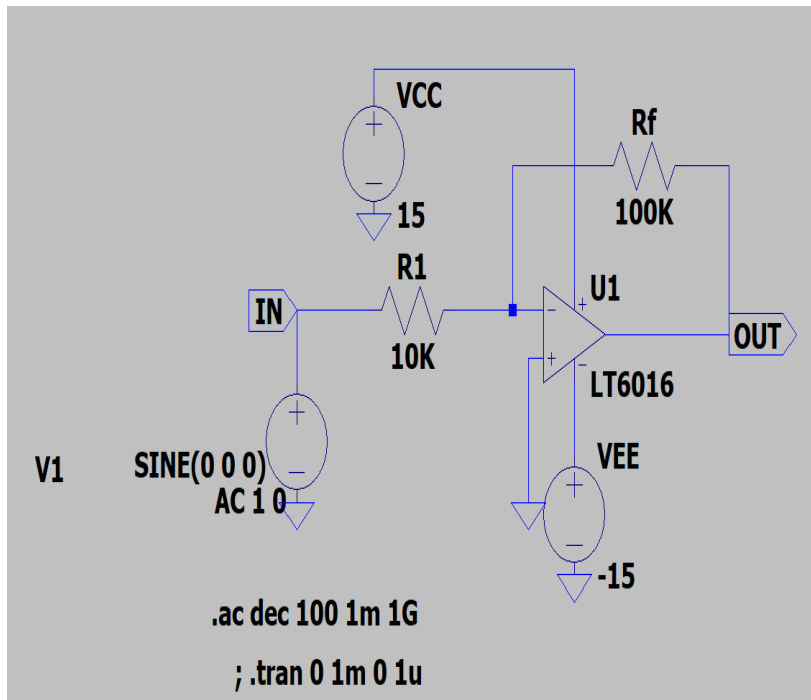 VCC
Rf
15
100K
R1
U1
+
IN
−
OUT
10K
+
−
LT6016
VEE
V1
SINE(0 0 0)
AC 1 0
-15
.ac dec 100 1m 1G
; .tran 0 1m 0 1u